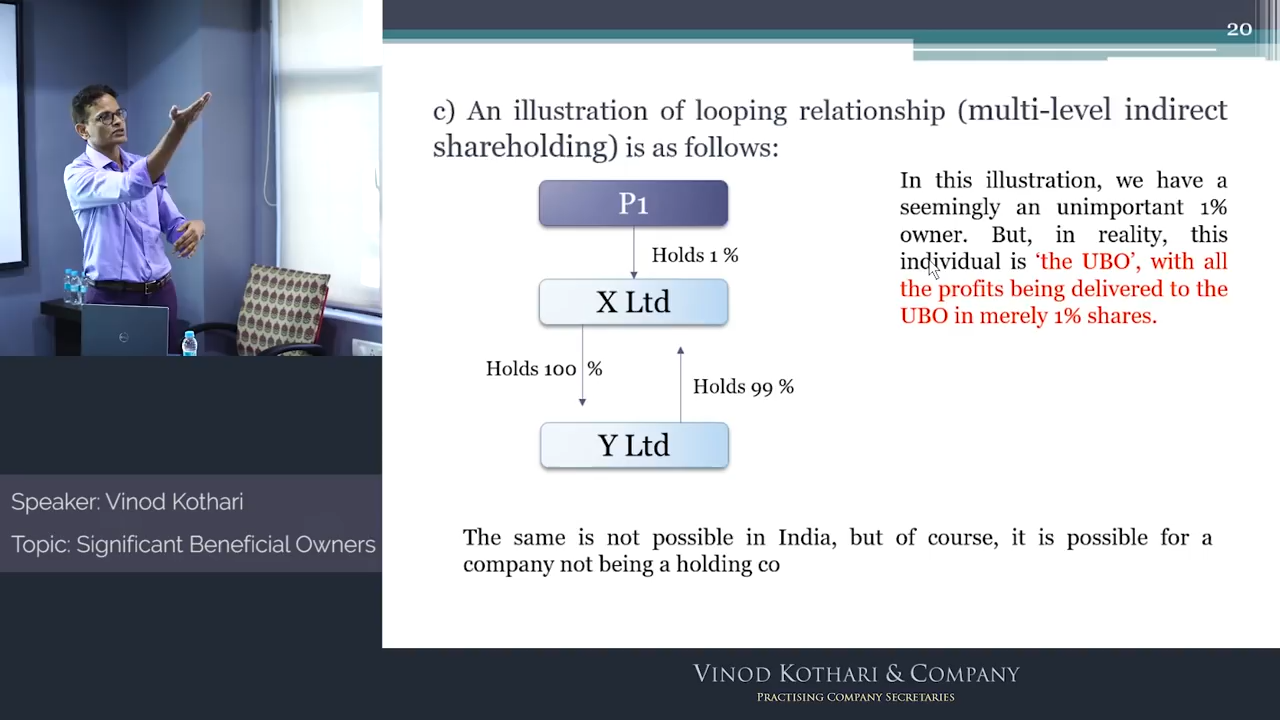 20
c) An illustration of looping relationship (multi-level indirect
shareholding) is as follows:
P1
Holds 1 %
X Ltd
Holds 100 %
Holds 99 %
Y Ltd
In this illustration, we have a
seemingly an unimportant 1%
owner. But, in reality, this
individual is ‘the UBO’, with all
the profits being delivered to the
UBO in merely 1% shares.
The same is not possible in India, but of course, it is possible for a
company not being a holding co
Speaker: Vinod Kothari
Topic: Significant Beneficial Owners
VINOD KOTHARI & COMPANY
PRACTISING COMPANY SECRETARIES